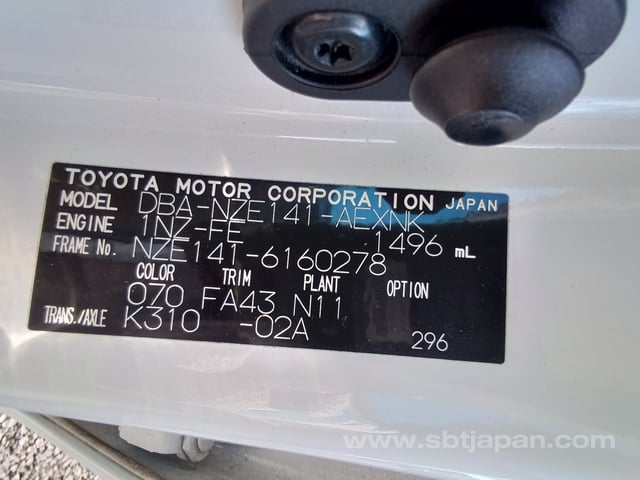 TOYOTA MOTOR CORPORATION JAPAN
MODEL DBA-NZE141-AEXNK
ENGINE 1NZ-FE 1496 mL
FRAME No. NZE141-6160278
COLOR TRIM PLANT OPTION
070 FA43 N11
TRANS./AXLE K310 -02A
296
www.sbtjapan.com